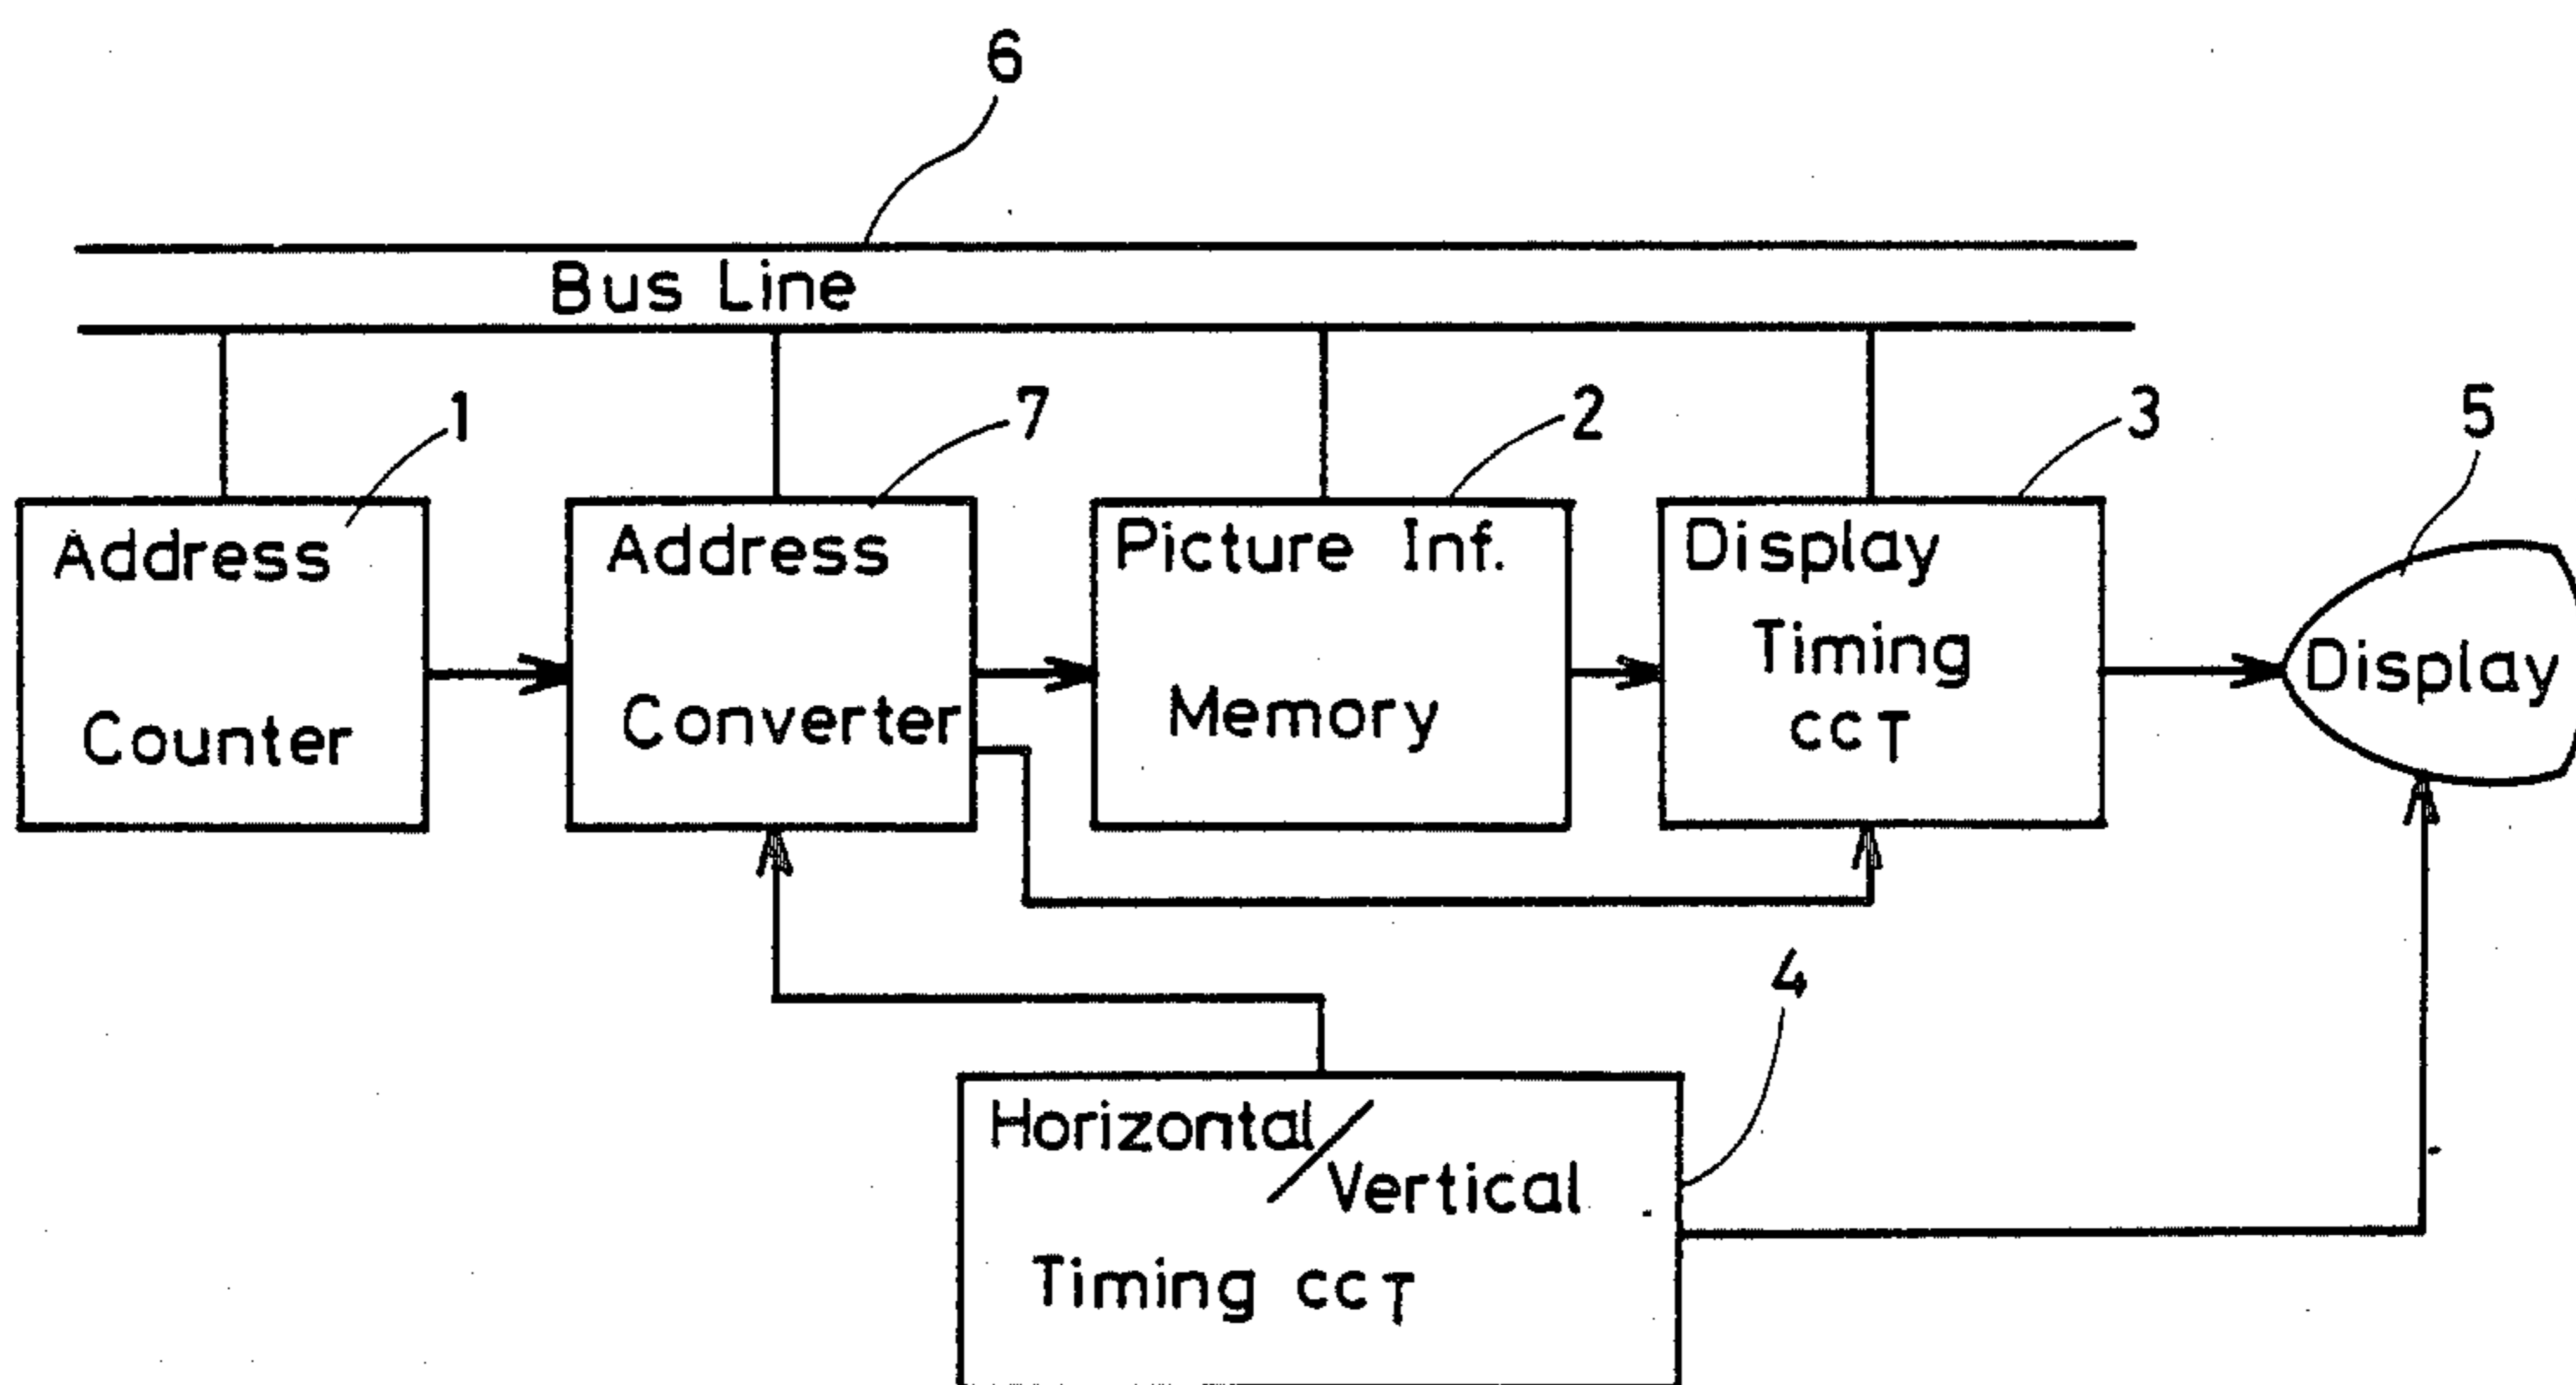 6
Bus Line
1
7
2
3
5
Address
Counter
Address
Converter
Picture Inf.
Memory
Display
Timing
CCT
Display
4
Horizontal/Vertical
Timing CCT